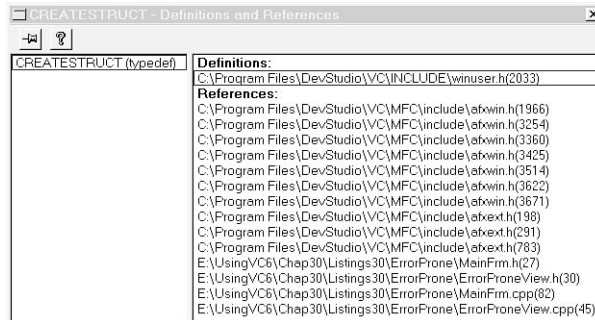 CREATESTRUCT - Definitions and References
CREATESTRUCT (typedef)
Definitions:
C:\Program Files\DevStudio\VC\INCLUDE\winuser.h(2033)
References:
C:\Program Files\DevStudio\VC\MFC\include\afxwin.h(1966)
C:\Program Files\DevStudio\VC\MFC\include\afxwin.h(3254)
C:\Program Files\DevStudio\VC\MFC\include\afxwin.h(3360)
C:\Program Files\DevStudio\VC\MFC\include\afxwin.h(3425)
C:\Program Files\DevStudio\VC\MFC\include\afxwin.h(3514)
C:\Program Files\DevStudio\VC\MFC\include\afxwin.h(3622)
C:\Program Files\DevStudio\VC\MFC\include\afxwin.h(3671)
C:\Program Files\DevStudio\VC\MFC\include\afxext.h(198)
C:\Program Files\DevStudio\VC\MFC\include\afxext.h(291)
C:\Program Files\DevStudio\VC\MFC\include\afxext.h(783)
E:\UsingVC6\Chap30\Listings30\ErrorProne\MainFrm.h(27)
E:\UsingVC6\Chap30\Listings30\ErrorProne\ErrorProneView.h(30)
E:\UsingVC6\Chap30\Listings30\ErrorProne\MainFrm.cpp(82)
E:\UsingVC6\Chap30\Listings30\ErrorProne\ErrorProneView.cpp(45)